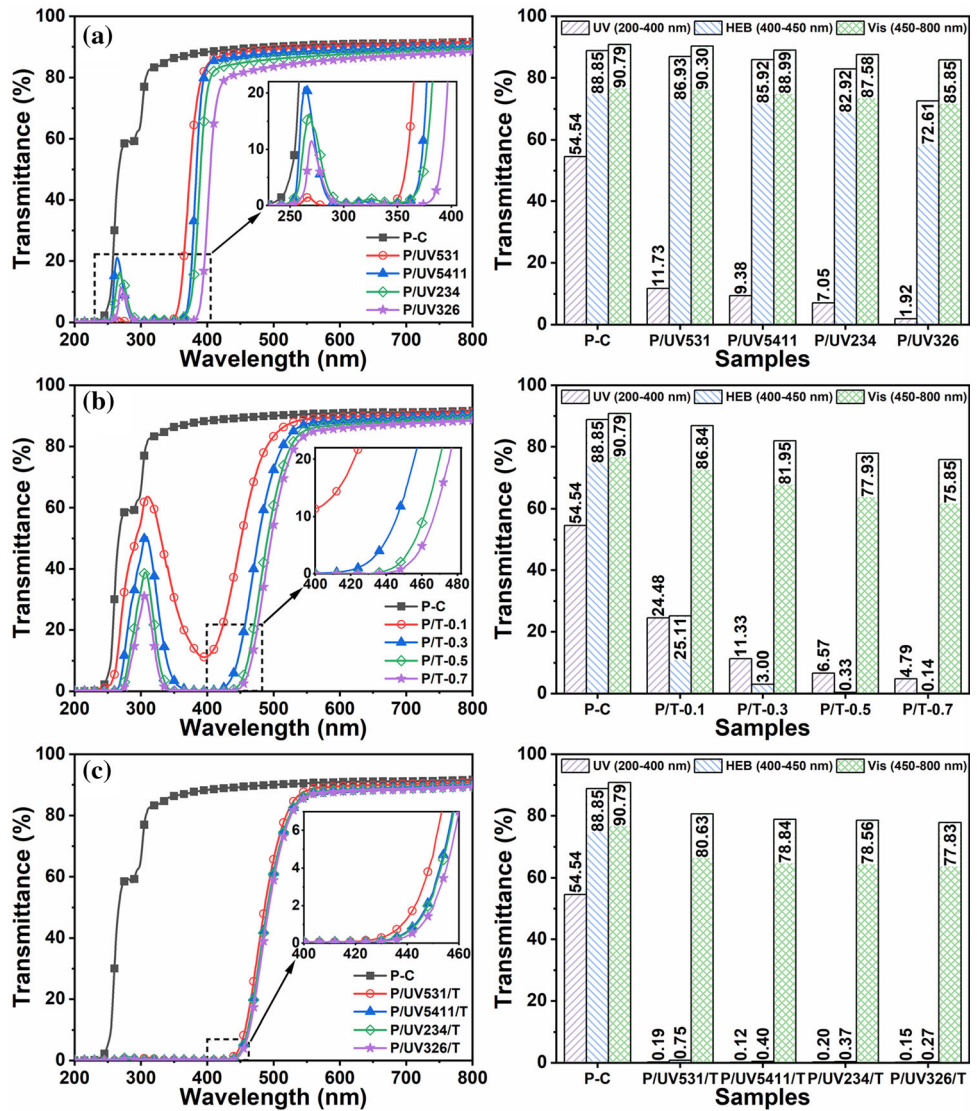 (a)
Transmittance (%)
100
80
60
40
20
0
200 300 400 500 600 700 800
Wavelength (nm)
20
10
0
250 300 350 400
P-C
P/UV531
P/UV5411
P/UV234
P/UV326
UV (200-400 nm) HEB (400-450 nm) Vis (450-800 nm)
Transmittance (%)
100
80
60
40
20
0
54.54 88.85 90.79
11.73 86.93 90.30
9.38 85.92 88.99
7.05 82.92 87.58
1.92 72.61 85.85
P-C P/UV531 P/UV5411 P/UV234 P/UV326
Samples
(b)
Transmittance (%)
100
80
60
40
20
0
200 300 400 500 600 700 800
Wavelength (nm)
20
10
0
400 420 440 460 480
P-C
P/T-0.1
P/T-0.3
P/T-0.5
P/T-0.7
UV (200-400 nm) HEB (400-450 nm) Vis (450-800 nm)
Transmittance (%)
100
80
60
40
20
0
54.54 88.85 90.79
24.48 25.11 86.84
11.33 3.00 81.95
6.57 0.33 77.93
4.79 0.14 75.85
P-C P/T-0.1 P/T-0.3 P/T-0.5 P/T-0.7
Samples
(c)
Transmittance (%)
100
80
60
40
20
0
200 300 400 500 600 700 800
Wavelength (nm)
6
4
2
0
400 420 440 460
P-C
P/UV531/T
P/UV5411/T
P/UV234/T
P/UV326/T
UV (200-400 nm) HEB (400-450 nm) Vis (450-800 nm)
Transmittance (%)
100
80
60
40
20
0
54.54 88.85 90.79
0.19 0.75 80.63
0.12 0.40 78.84
0.20 0.37 78.56
0.15 0.27 77.83
P-C P/UV531/T P/UV5411/T P/UV234/T P/UV326/T
Samples